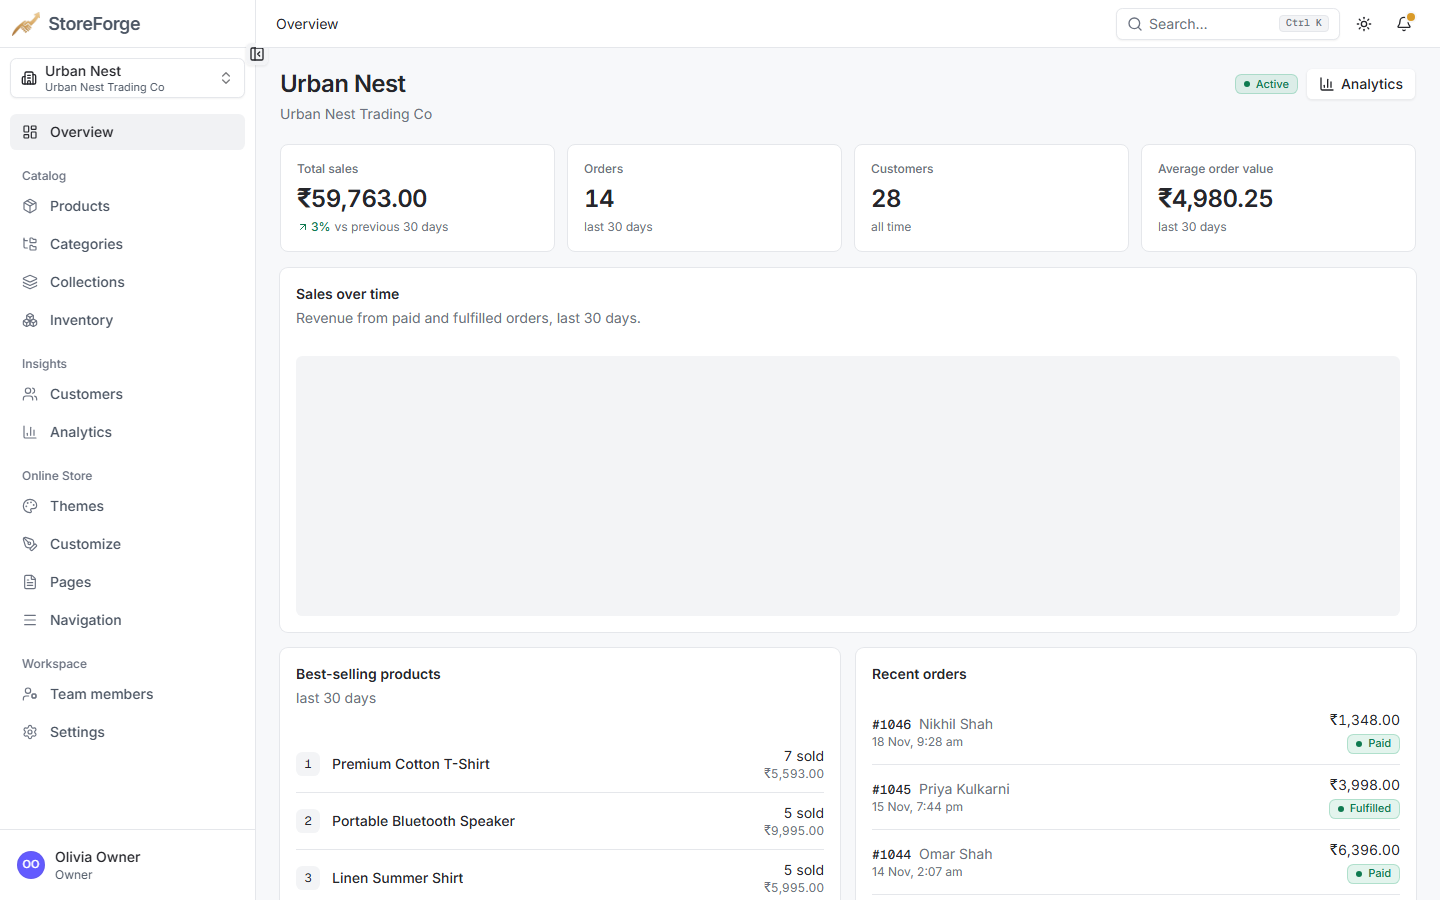 StoreForge
Overview
Search...
Ctrl K
Urban Nest
Urban Nest Trading Co
Overview
Catalog
Products
Categories
Collections
Inventory
Insights
Customers
Analytics
Online Store
Themes
Customize
Pages
Navigation
Workspace
Team members
Settings
OO
Olivia Owner
Owner
Urban Nest
Urban Nest Trading Co
Active
Analytics
Total sales
₹59,763.00
3% vs previous 30 days
Orders
14
last 30 days
Customers
28
all time
Average order value
₹4,980.25
last 30 days
Sales over time
Revenue from paid and fulfilled orders, last 30 days.
Best-selling products
last 30 days
1 Premium Cotton T-Shirt 7 sold
₹5,593.00
2 Portable Bluetooth Speaker 5 sold
₹9,995.00
3 Linen Summer Shirt 5 sold
₹5,995.00
Recent orders
#1046 Nikhil Shah ₹1,348.00
18 Nov, 9:28 am Paid
#1045 Priya Kulkarni ₹3,998.00
15 Nov, 7:44 pm Fulfilled
#1044 Omar Shah ₹6,396.00
14 Nov, 2:07 am Paid